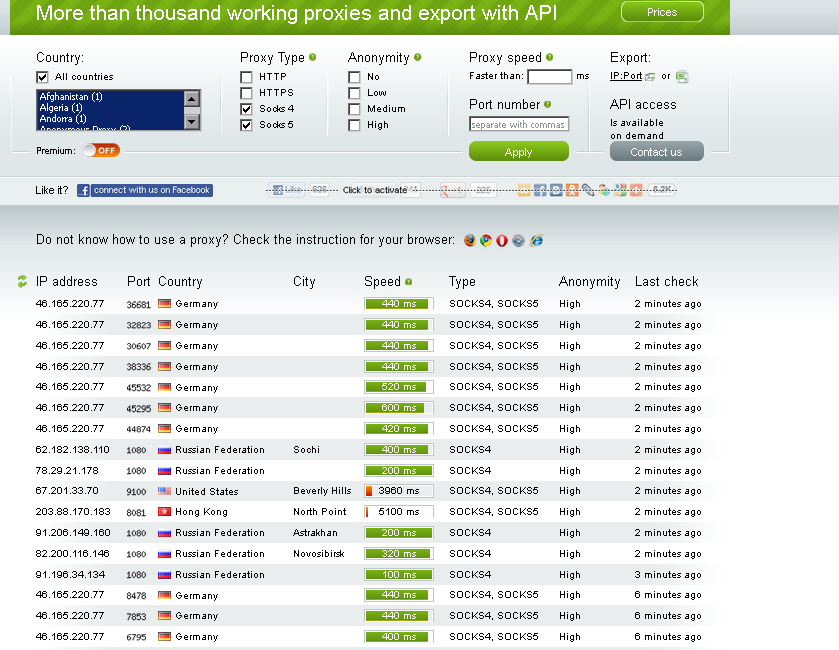 More than thousand working proxies and export with API
Prices
Country:
All countries
Afghanistan (1)
Algeria (1)
Andorra (1)
Anonymous Proxy (2)
Premium: OFF
Proxy Type
HTTP
HTTPS
Socks 4
Socks 5
Anonymity
No
Low
Medium
High
Proxy speed
Faster than: ms
Port number
separate with commas
Apply
Export:
IP:Port or
API access
Is available
on demand
Contact us
Like it? connect with us on Facebook Like Click to activate 6.2K
Do not know how to use a proxy? Check the instruction for your browser:
IP address Port Country City Speed Type Anonymity Last check
46.165.220.77 36681 Germany 440 ms SOCKS4, SOCKS5 High 2 minutes ago
46.165.220.77 32823 Germany 440 ms SOCKS4, SOCKS5 High 2 minutes ago
46.165.220.77 30607 Germany 440 ms SOCKS4, SOCKS5 High 2 minutes ago
46.165.220.77 38336 Germany 440 ms SOCKS4, SOCKS5 High 2 minutes ago
46.165.220.77 45532 Germany 520 ms SOCKS4, SOCKS5 High 2 minutes ago
46.165.220.77 45295 Germany 600 ms SOCKS4, SOCKS5 High 2 minutes ago
46.165.220.77 44874 Germany 420 ms SOCKS4, SOCKS5 High 2 minutes ago
62.182.138.110 1080 Russian Federation Sochi 400 ms SOCKS4 High 2 minutes ago
78.29.21.178 1080 Russian Federation 200 ms SOCKS4 High 2 minutes ago
67.201.33.70 9100 United States Beverly Hills 3960 ms SOCKS4, SOCKS5 High 2 minutes ago
203.88.170.183 8081 Hong Kong North Point 5100 ms SOCKS4, SOCKS5 High 2 minutes ago
91.206.149.160 1080 Russian Federation Astrakhan 200 ms SOCKS4 High 2 minutes ago
82.200.116.146 1080 Russian Federation Novosibirsk 320 ms SOCKS4 High 2 minutes ago
91.196.34.134 1080 Russian Federation 100 ms SOCKS4 High 3 minutes ago
46.165.220.77 8478 Germany 440 ms SOCKS4, SOCKS5 High 6 minutes ago
46.165.220.77 7853 Germany 440 ms SOCKS4, SOCKS5 High 6 minutes ago
46.165.220.77 6795 Germany 400 ms SOCKS4, SOCKS5 High 6 minutes ago